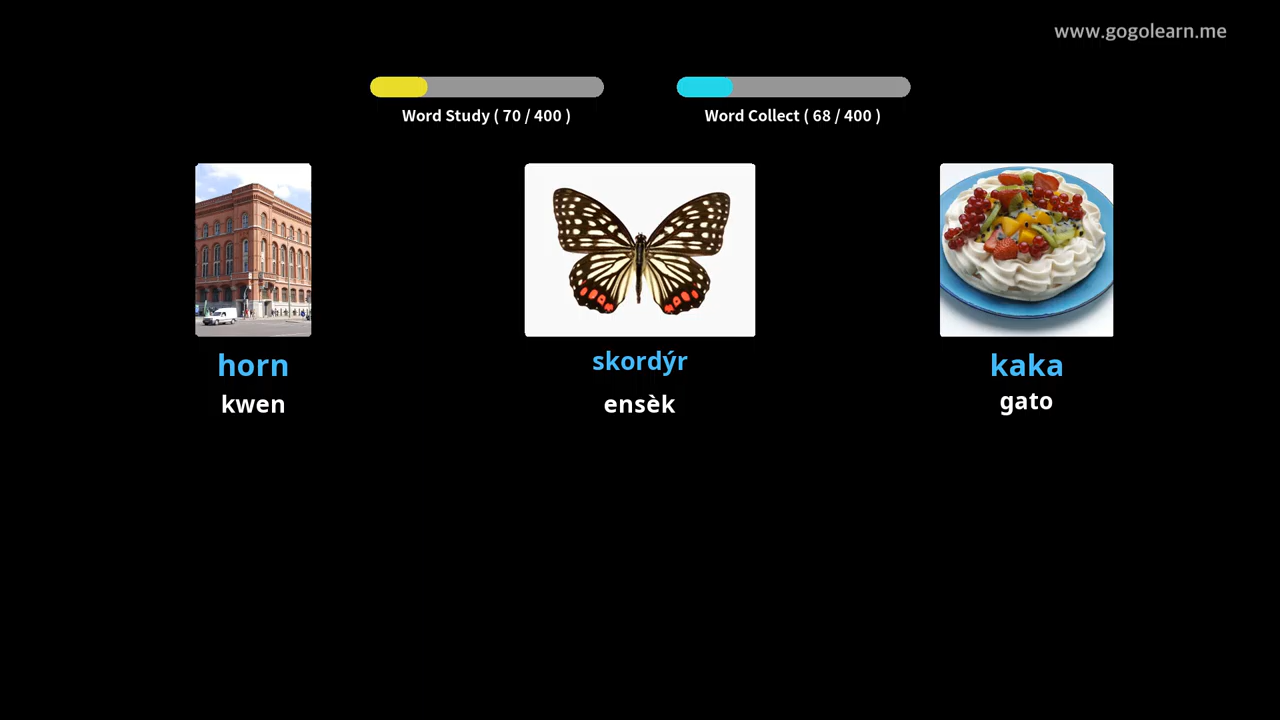 www.gogolearn.me
Word Study ( 70 / 400 )
Word Collect ( 68 / 400 )
horn
skordýr
kaka
kwen
ensèk
gato